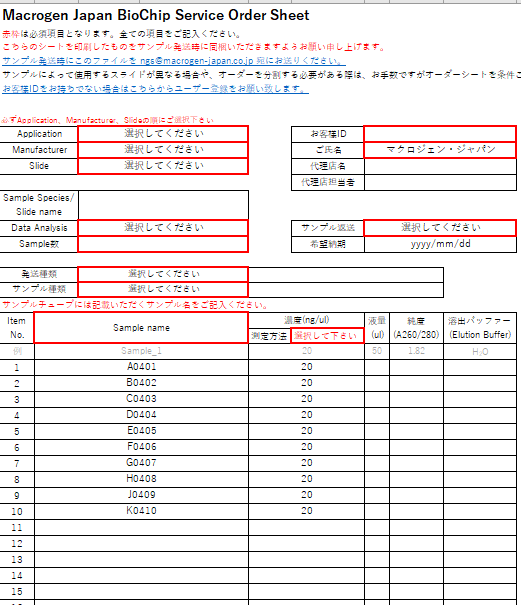 Macrogen Japan BioChip Service Order Sheet
赤枠は必須項目となります。全ての項目をご記入ください。
こちらのシートを印刷したものをサンプル発送時に同梱いただきますようお願い申し上げます。
サンプル発送時にこのファイルを ngs@macrogen-japan.co.jp 宛にお送りください。
サンプルによって使用するスライドが異なる場合や、オーダーを分割する必要がある際は、お手数ですがオーダーシートを条件ご
お客様IDをお持ちでない場合はこちらからユーザー登録をお願い致します。
必ずApplication、Manufacturer、Slideの順にご選択下さい
Application 選択してください お客様ID
Manufacturer 選択してください ご氏名 マクロジェン・ジャパン
Slide 選択してください 代理店名
代理店担当者
Sample Species/
Slide name
Data Analysis 選択してください サンプル返送 選択してください
Sample数 希望納期 yyyy/mm/dd
発送種類 選択してください
サンプル種類 選択してください
サンプルチューブには記載いただくサンプル名をご記入ください。
Item No. Sample name 濃度(ng/ul) 測定方法 選択して下さい 液量 (ul) 純度 (A260/280) 溶出バッファー (Elution Buffer)
例 Sample_1 20 50 1.82 H₂O
1 A0401 20
2 B0402 20
3 C0403 20
4 D0404 20
5 E0405 20
6 F0406 20
7 G0407 20
8 H0408 20
9 J0409 20
10 K0410 20
11
12
13
14
15